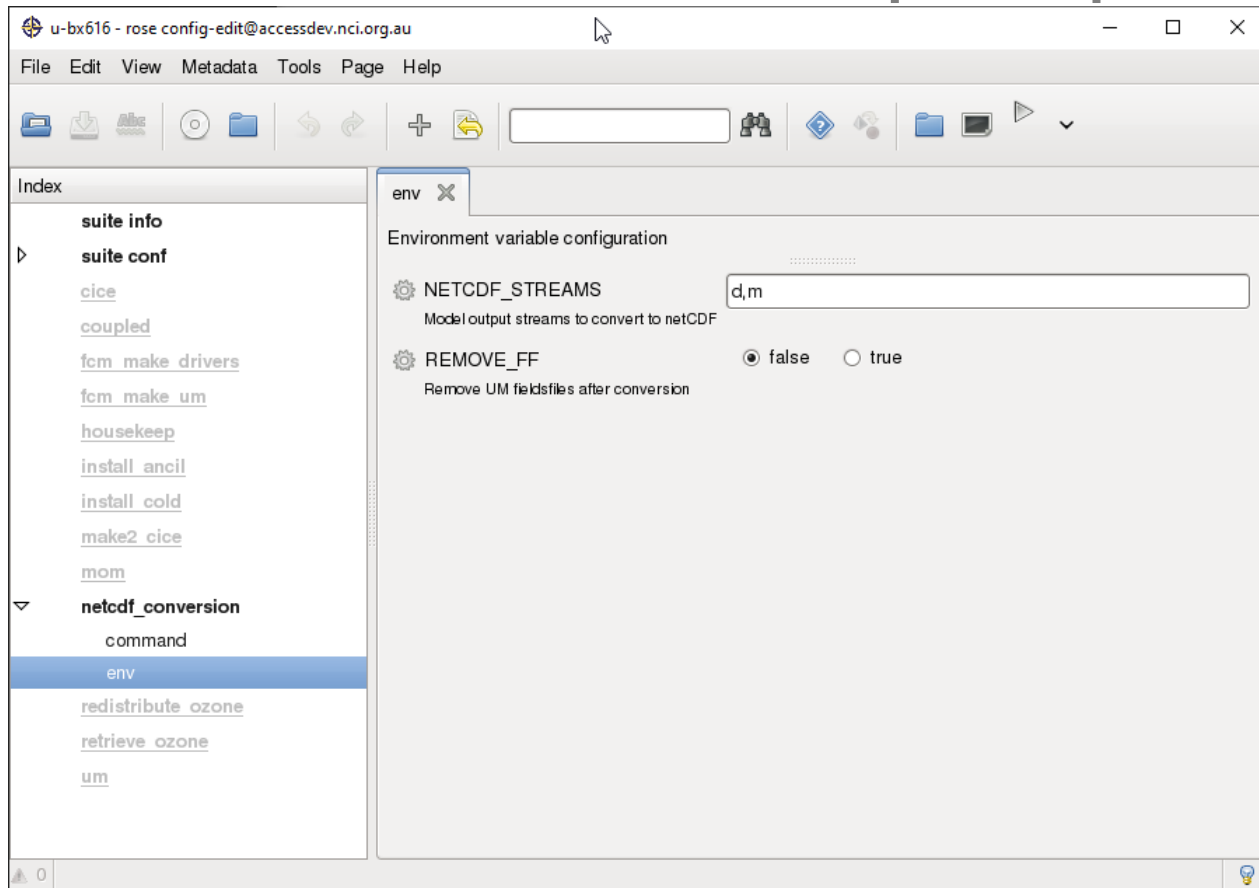 u-bx616 - rose config-edit@accessdev.nci.org.au
File Edit View Metadata Tools Page Help
Abc
Index
env
suite info
suite conf
cice
coupled
fcm_make_drivers
fcm_make_um
housekeep
install_ancil
install_cold
make2_cice
mom
netcdf_conversion
command
env
redistribute_ozone
retrieve_ozone
um
Environment variable configuration
NETCDF_STREAMS d,m
Model output streams to convert to netCDF
REMOVE_FF false true
Remove UM fieldsfiles after conversion
0